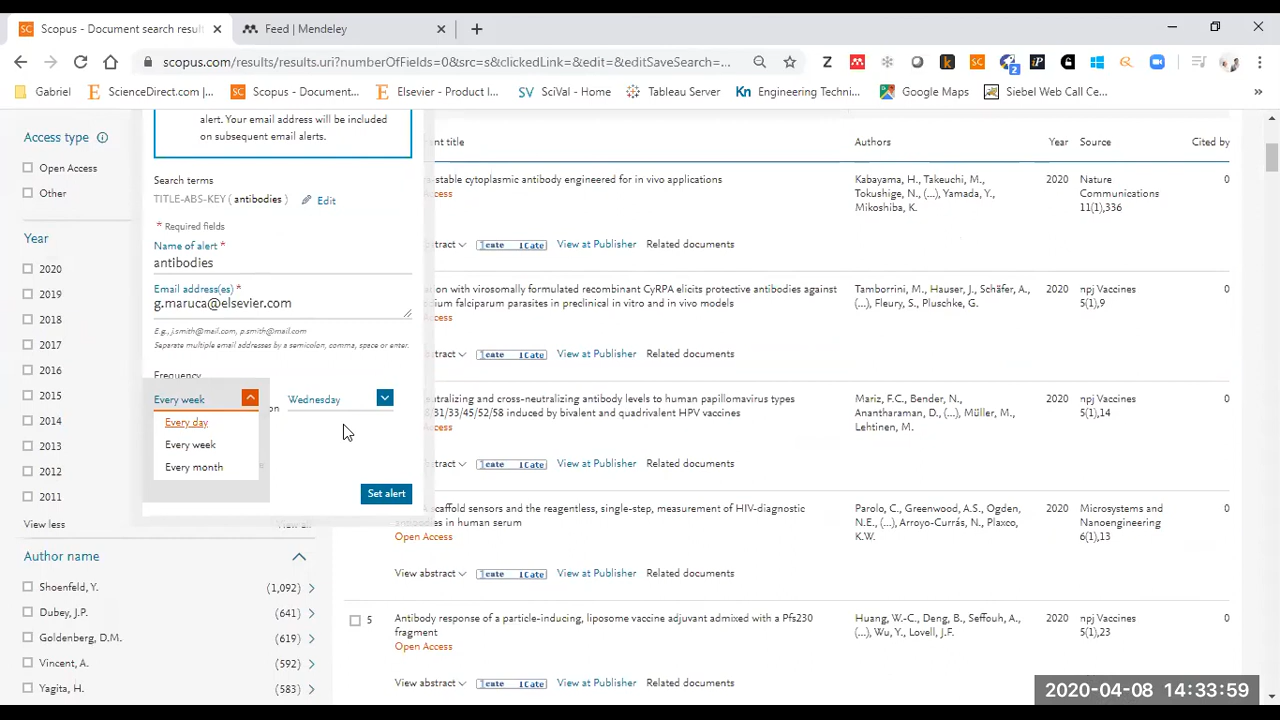 Scopus - Document search result
Feed | Mendeley
scopus.com/results/results.uri?numberOfFields=0&src=s&clickedLink=&edit=&editSaveSearch=...
Gabriel
ScienceDirect.com |...
Scopus - Document...
Elsevier - Product I...
SciVal - Home
Tableau Server
Engineering Techni...
Google Maps
Siebel Web Call Ce...
Access type
Open Access
Other
Year
2020
2019
2018
2017
2016
2015
2014
2013
2012
2011
View less
Author name
Shoenfeld, Y. (1,092)
Dubey, J.P. (641)
Goldenberg, D.M. (619)
Vincent, A. (592)
Yagita, H. (583)
alert. Your email address will be included
on subsequent email alerts.
Search terms
TITLE-ABS-KEY ( antibodies ) Edit
* Required fields
Name of alert *
antibodies
Email address(es) *
g.maruca@elsevier.com
E.g., j.smith@mail.com, p.smith@mail.com
Separate multiple email addresses by a semicolon, comma, space or enter.
Frequency
Every week
on
Wednesday
Every day
Every week
Every month
Set alert
nt title Authors Year Source Cited by
-stable cytoplasmic antibody engineered for in vivo applications
ccess
Kabayama, H., Takeuchi, M.,
Tokushige, N., (...), Yamada, Y.,
Mikoshiba, K.
2020
Nature
Communications
11(1),336
0
stract View at Publisher Related documents
ation with virosomally formulated recombinant CyRPA elicits protective antibodies against
dium falciparum parasites in preclinical in vitro and in vivo models
ccess
Tamborrini, M., Hauser, J., Schäfer, A.,
(...), Fleury, S., Pluschke, G.
2020
npj Vaccines
5(1),9
0
stract View at Publisher Related documents
eutralizing and cross-neutralizing antibody levels to human papillomavirus types
8/31/33/45/52/58 induced by bivalent and quadrivalent HPV vaccines
ccess
Mariz, F.C., Bender, N.,
Anantharaman, D., (...), Müller, M.,
Lehtinen, M.
2020
npj Vaccines
5(1),14
0
stract View at Publisher Related documents
scaffold sensors and the reagentless, single-step, measurement of HIV-diagnostic
antibodies in human serum
Open Access
Parolo, C., Greenwood, A.S., Ogden,
N.E., (...), Arroyo-Currás, N., Plaxco,
K.W.
2020
Microsystems and
Nanoengineering
6(1),13
0
View abstract View at Publisher Related documents
5
Antibody response of a particle-inducing, liposome vaccine adjuvant admixed with a Pfs230
fragment
Open Access
Huang, W.-C., Deng, B., Seffouh, A.,
(...), Wu, Y., Lovell, J.F.
2020
npj Vaccines
5(1),23
0
View abstract View at Publisher Related documents
2020-04-08 14:33:59